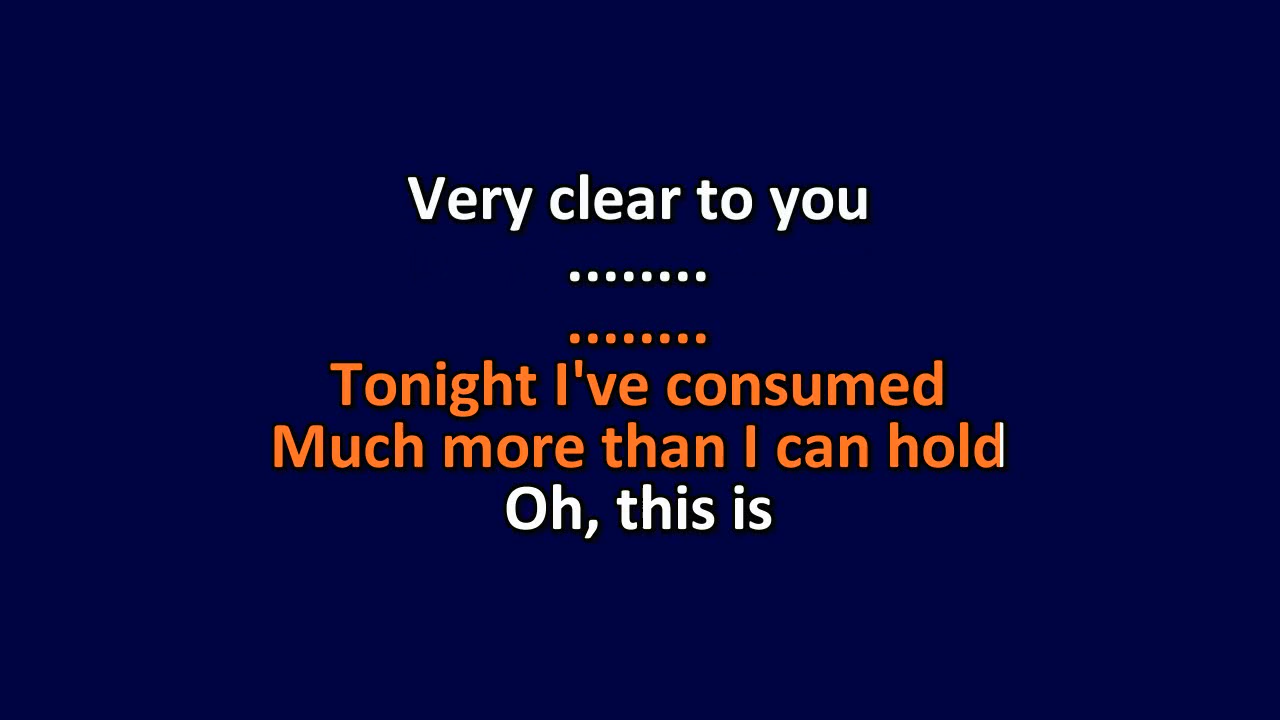 Very clear to you
........
........
Tonight I've consumed
Much more than I can hold
Oh, this is